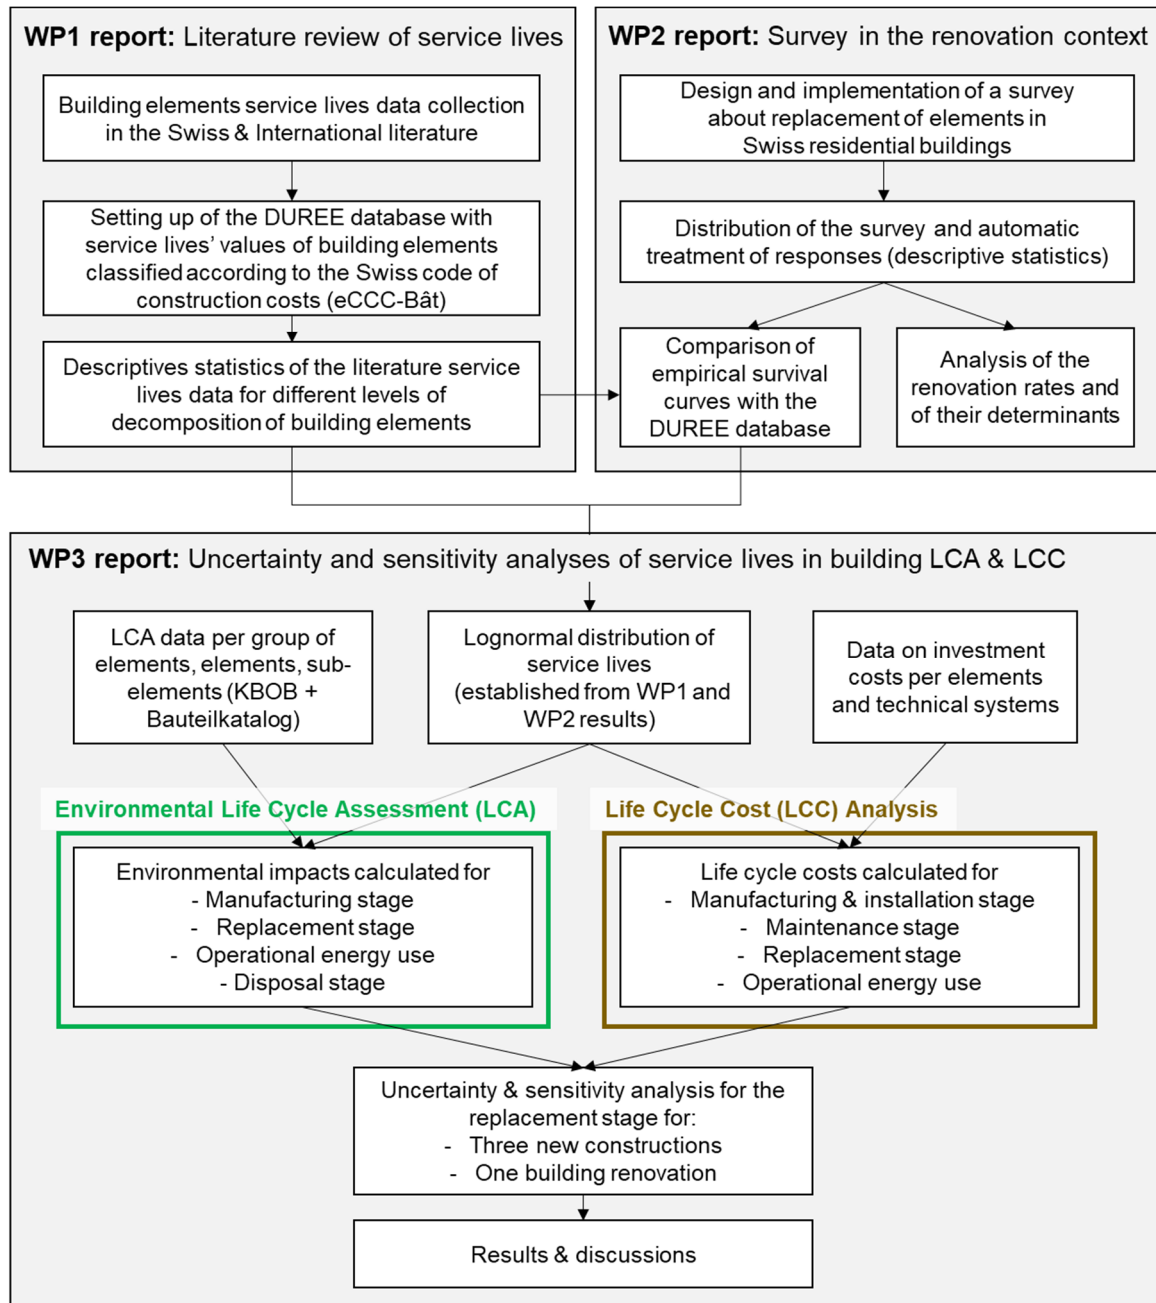 WP1 report: Literature review of service lives
Building elements service lives data collection
in the Swiss & International literature
Setting up of the DUREE database with
service lives' values of building elements
classified according to the Swiss code of
construction costs (eCCC-Bât)
Descriptives statistics of the literature service
lives data for different levels of
decomposition of building elements
WP2 report: Survey in the renovation context
Design and implementation of a survey
about replacement of elements in
Swiss residential buildings
Distribution of the survey and automatic
treatment of responses (descriptive statistics)
Comparison of
empirical survival
curves with the
DUREE database
Analysis of the
renovation rates and
of their determinants
WP3 report: Uncertainty and sensitivity analyses of service lives in building LCA & LCC
LCA data per group of
elements, elements, sub-
elements (KBOB +
Bauteilkatalog)
Lognormal distribution of
service lives
(established from WP1 and
WP2 results)
Data on investment
costs per elements
and technical systems
Environmental Life Cycle Assessment (LCA)
Environmental impacts calculated for
- Manufacturing stage
- Replacement stage
- Operational energy use
- Disposal stage
Life Cycle Cost (LCC) Analysis
Life cycle costs calculated for
- Manufacturing & installation stage
- Maintenance stage
- Replacement stage
- Operational energy use
Uncertainty & sensitivity analysis for the
replacement stage for:
- Three new constructions
- One building renovation
Results & discussions